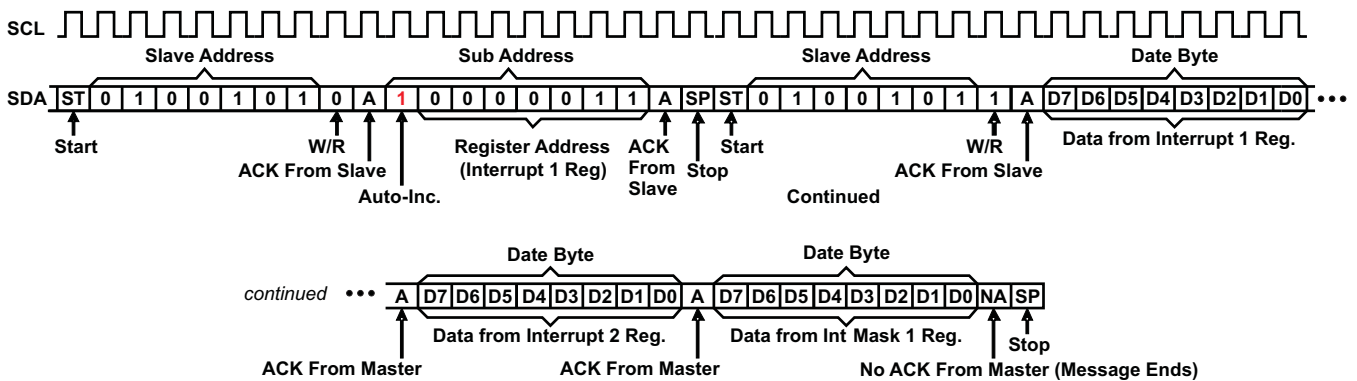 SCL
Slave Address Sub Address Slave Address Date Byte
SDA ST 0 1 0 0 1 0 1 0 A 1 0 0 0 0 0 1 1 A SP ST 0 1 0 0 1 0 1 1 A D7 D6 D5 D4 D3 D2 D1 D0 •••
Start W/R Register Address ACK Start W/R Data from Interrupt 1 Reg.
ACK From Slave (Interrupt 1 Reg) From Stop ACK From Slave
Slave
Auto-Inc. Continued
Date Byte Date Byte
continued ••• A D7 D6 D5 D4 D3 D2 D1 D0 A D7 D6 D5 D4 D3 D2 D1 D0 NA SP
Data from Interrupt 2 Reg. Data from Int Mask 1 Reg. Stop
ACK From Master ACK From Master No ACK From Master (Message Ends)